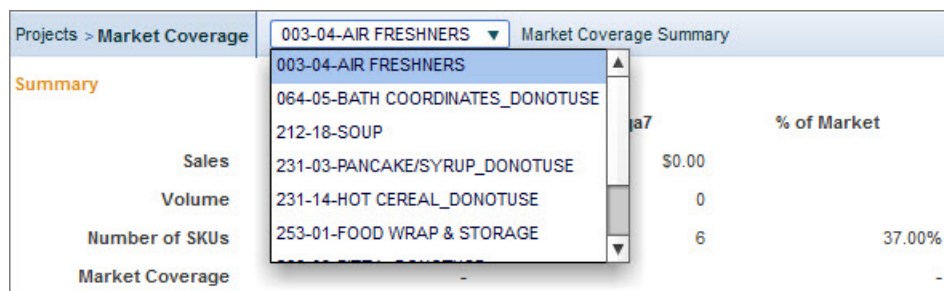 Projects > Market Coverage 003-04-AIR FRESHNERS Market Coverage Summary
003-04-AIR FRESHNERS
Summary
064-05-BATH COORDINATES_DONOTUSE
% of Market
212-18-SOUP
Sales 231-03-PANCAKE/SYRUP_DONOTUSE $0.00
Volume 231-14-HOT CEREAL_DONOTUSE 0
Number of SKUs 253-01-FOOD WRAP & STORAGE 6 37.00%
Market Coverage - -